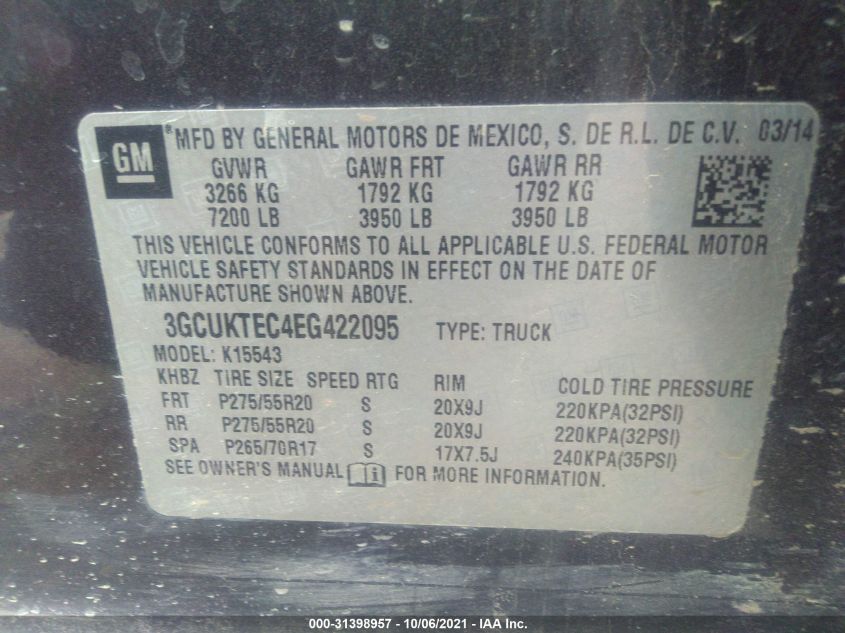 GM ® MFD BY GENERAL MOTORS DE MEXICO, S. DE R.L. DE C.V. 03/14
GVWR GAWR FRT GAWR RR
3266 KG 1792 KG 1792 KG
7200 LB 3950 LB 3950 LB
THIS VEHICLE CONFORMS TO ALL APPLICABLE U.S. FEDERAL MOTOR
VEHICLE SAFETY STANDARDS IN EFFECT ON THE DATE OF
MANUFACTURE SHOWN ABOVE.
3GCUKTEC4EG422095 TYPE: TRUCK
MODEL: K15543
KHBZ TIRE SIZE SPEED RTG RIM COLD TIRE PRESSURE
FRT P275/55R20 S 20X9J 220KPA(32PSI)
RR P275/55R20 S 20X9J 220KPA(32PSI)
SPA P265/70R17 S 17X7.5J 240KPA(35PSI)
SEE OWNER'S MANUAL i FOR MORE INFORMATION.
000-31398957 - 10/06/2021 - IAA Inc.